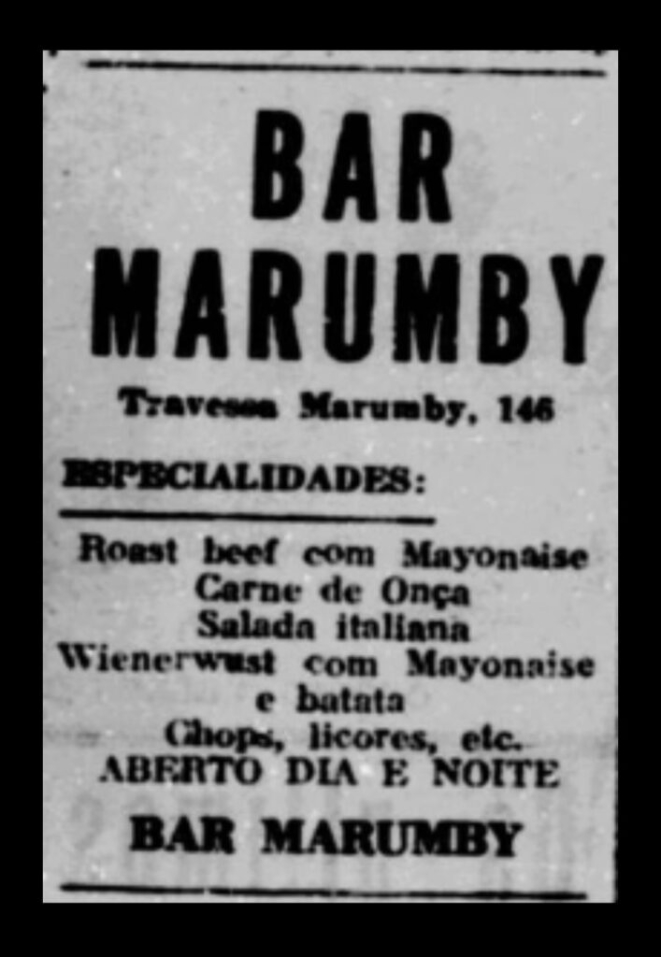 BAR
MARUMBY
Travessa Marumby, 146
ESPECIALIDADES:
Roast beef com Mayonaise
Carne de Onça
Salada italiana
Wienerwust com Mayonaise
e batata
Chops, licores, etc.
ABERTO DIA E NOITE
BAR MARUMBY